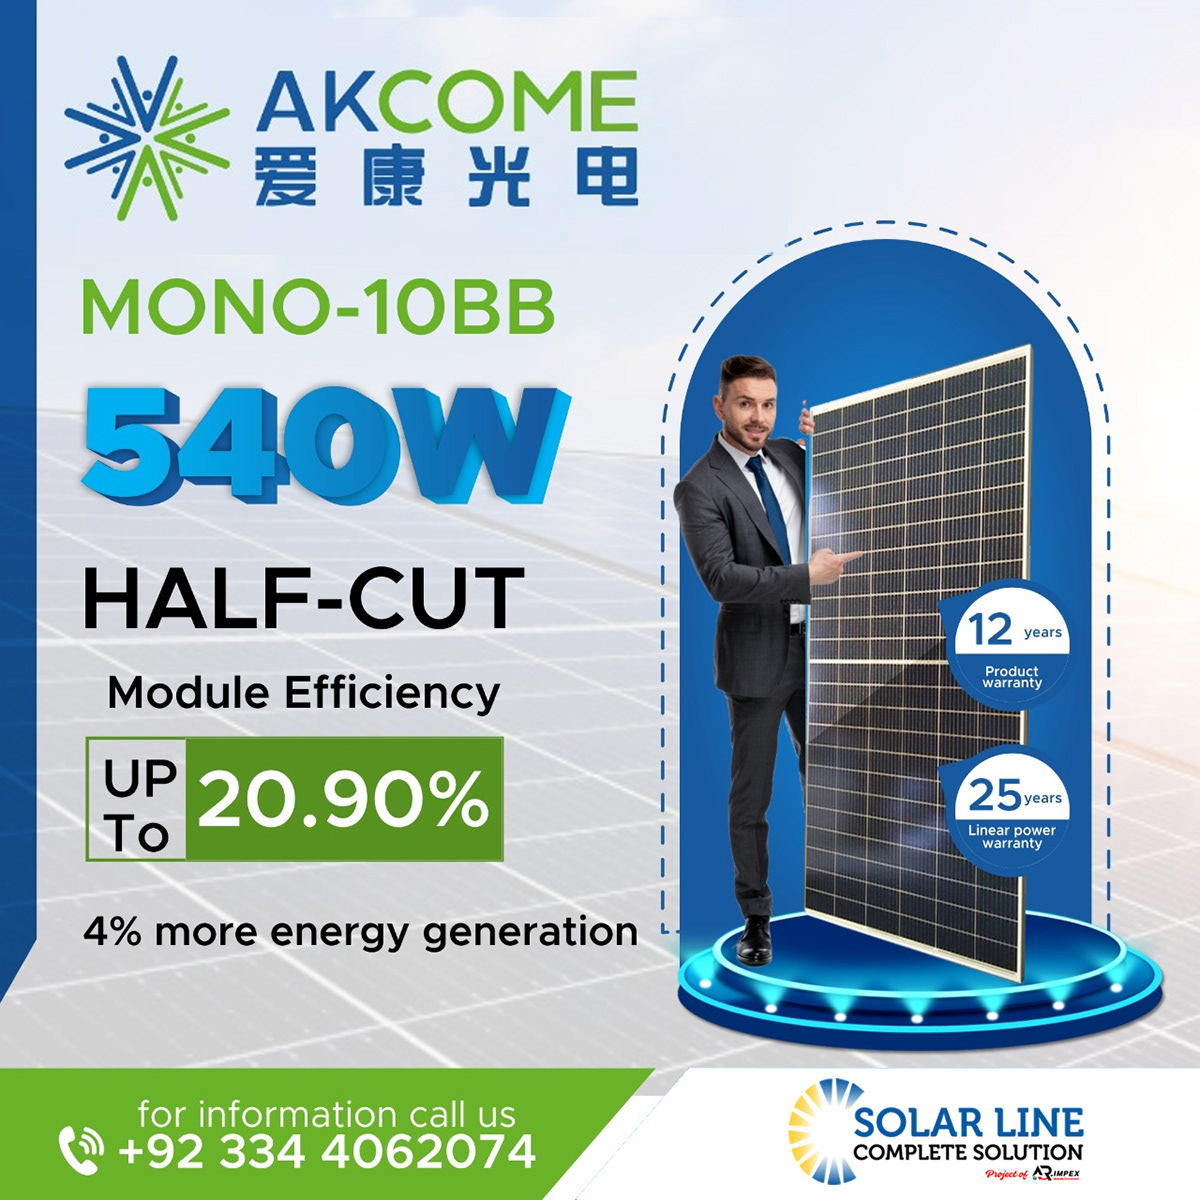 AKCOME
爱康光电
MONO-10BB
540W
HALF-CUT
Module Efficiency
UP
To
20.90%
4% more energy generation
12 years
Product
warranty
25 years
Linear power
warranty
for information call us
+92 334 4062074
SOLAR LINE
COMPLETE SOLUTION
Project of AR.IMPEX